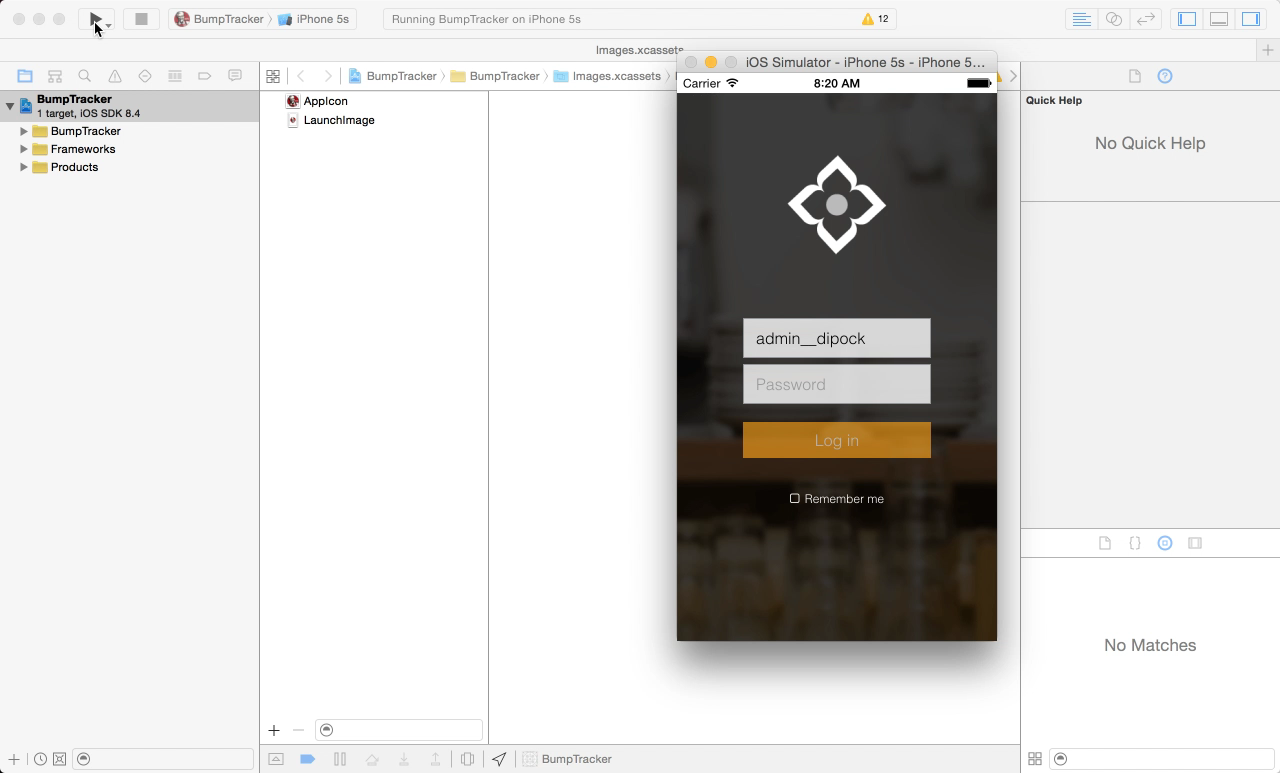 BumpTracker
iPhone 5s
Running BumpTracker on iPhone 5s
12
Images.xcassets
BumpTracker
BumpTracker
Images.xcassets
iOS Simulator - iPhone 5s - iPhone 5...
BumpTracker
1 target, iOS SDK 8.4
BumpTracker
Frameworks
Products
AppIcon
LaunchImage
Carrier
8:20 AM
admin__dipock
Password
Log in
Remember me
Quick Help
No Quick Help
No Matches
BumpTracker